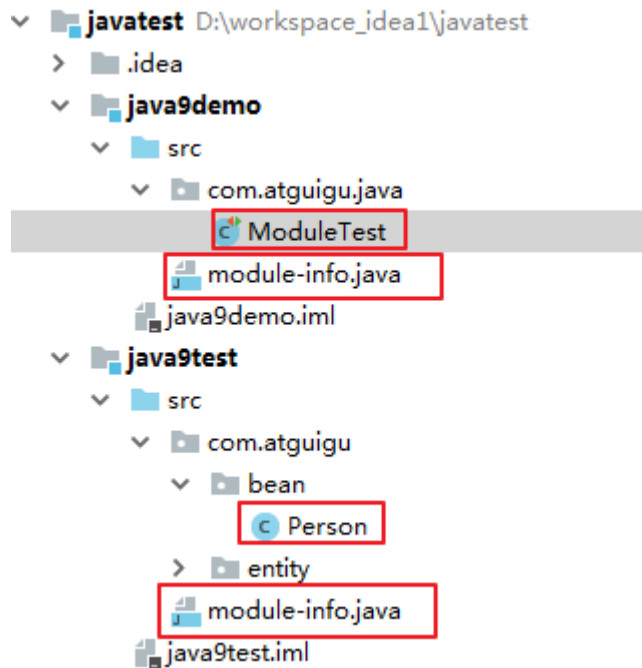 javatest D:\workspace_idea1\javatest
.idea
java9demo
src
com.atguigu.java
ModuleTest
module-info.java
java9demo.iml
java9test
src
com.atguigu
bean
Person
entity
module-info.java
java9test.iml